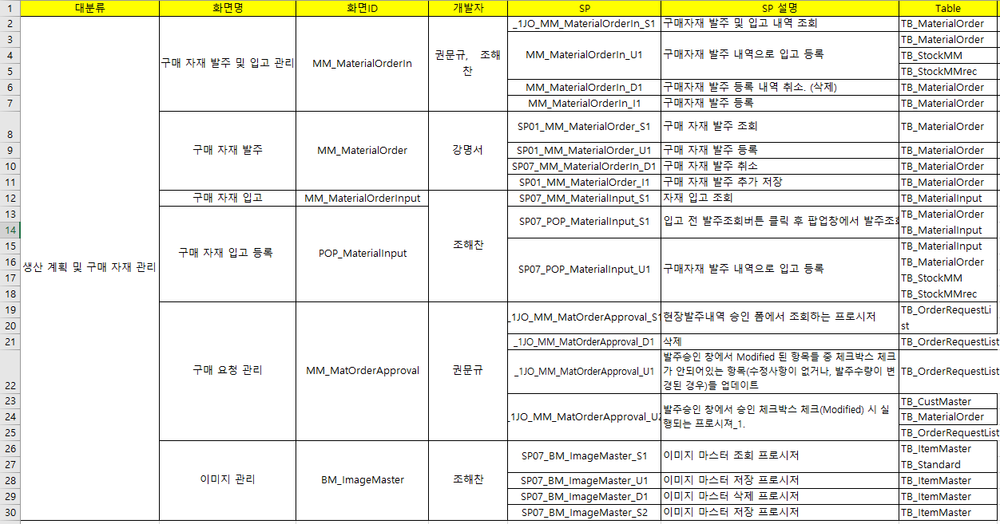 1 대분류 화면명 화면ID 개발자 SP SP 설명 Table
2 _1JO_MM_MaterialOrderIn_S1 구매자재 발주 및 입고 내역 조회 TB_MaterialOrder
3 TB_MaterialOrder
4 구매 자재 발주 및 입고 관리 MM_MaterialOrderIn 권문규, 조해 MM_MaterialOrderIn_U1 구매자재 발주 내역으로 입고 등록 TB_StockMM
5 찬 TB_StockMMrec
6 MM_MaterialOrderIn_D1 구매자재 발주 등록 내역 취소. (삭제) TB_MaterialOrder
7 MM_MaterialOrderIn_I1 구매자재 발주 등록 TB_MaterialOrder
8 SP01_MM_MaterialOrder_S1 구매 자재 발주 조회 TB_MaterialOrder
9 구매 자재 발주 MM_MaterialOrder 강명서 SP01_MM_MaterialOrder_U1 구매 자재 발주 등록 TB_MaterialOrder
10 SP07_MM_MaterialOrderIn_D1 구매 자재 발주 취소 TB_MaterialOrder
11 SP01_MM_MaterialOrder_I1 구매 자재 발주 추가 저장 TB_MaterialOrder
12 구매 자재 입고 MM_MaterialOrderInput SP07_MM_MaterialInput_S1 자재 입고 조회 TB_MaterialInput
13 SP07_POP_MaterialInput_S1 입고 전 발주조회버튼 클릭 후 팝업창에서 발주조회 TB_MaterialOrder
14 TB_MaterialInput
15 조해찬 TB_MaterialInput
16 생산 계획 및 구매 자재 관리 구매 자재 입고 등록 POP_MaterialInput TB_MaterialOrder
17 SP07_POP_MaterialInput_U1 구매자재 발주 내역으로 입고 등록 TB_StockMM
18 TB_StockMMrec
19 _1JO_MM_MatOrderApproval_S1 현장발주내역 승인 폼에서 조회하는 프로시저 TB_OrderRequestLi
20 st
21 _1JO_MM_MatOrderApproval_D1 삭제 TB_OrderRequestList
발주승인 창에서 Modified 된 항목들 중 체크박스 체크
22 구매 요청 관리 MM_MatOrderApproval 권문규 _1JO_MM_MatOrderApproval_U1 가 안되어있는 항목(수정사항이 없거나, 발주수량이 변 TB_OrderRequestList
경된 경우)들 업데이트
23 TB_CustMaster
24 _1JO_MM_MatOrderApproval_U2 발주승인 창에서 승인 체크박스 체크(Modified) 시 실 TB_MaterialOrder
25 행되는 프로시져_1. TB_OrderRequestList
26 SP07_BM_ImageMaster_S1 이미지 마스터 조회 프로시저 TB_ItemMaster
27 TB_Standard
28 이미지 관리 BM_ImageMaster 조해찬 SP07_BM_ImageMaster_U1 이미지 마스터 저장 프로시저 TB_ItemMaster
29 SP07_BM_ImageMaster_D1 이미지 마스터 삭제 프로시저 TB_ItemMaster
30 SP07_BM_ImageMaster_S2 이미지 마스터 저장 프로시저 TB_ItemMaster